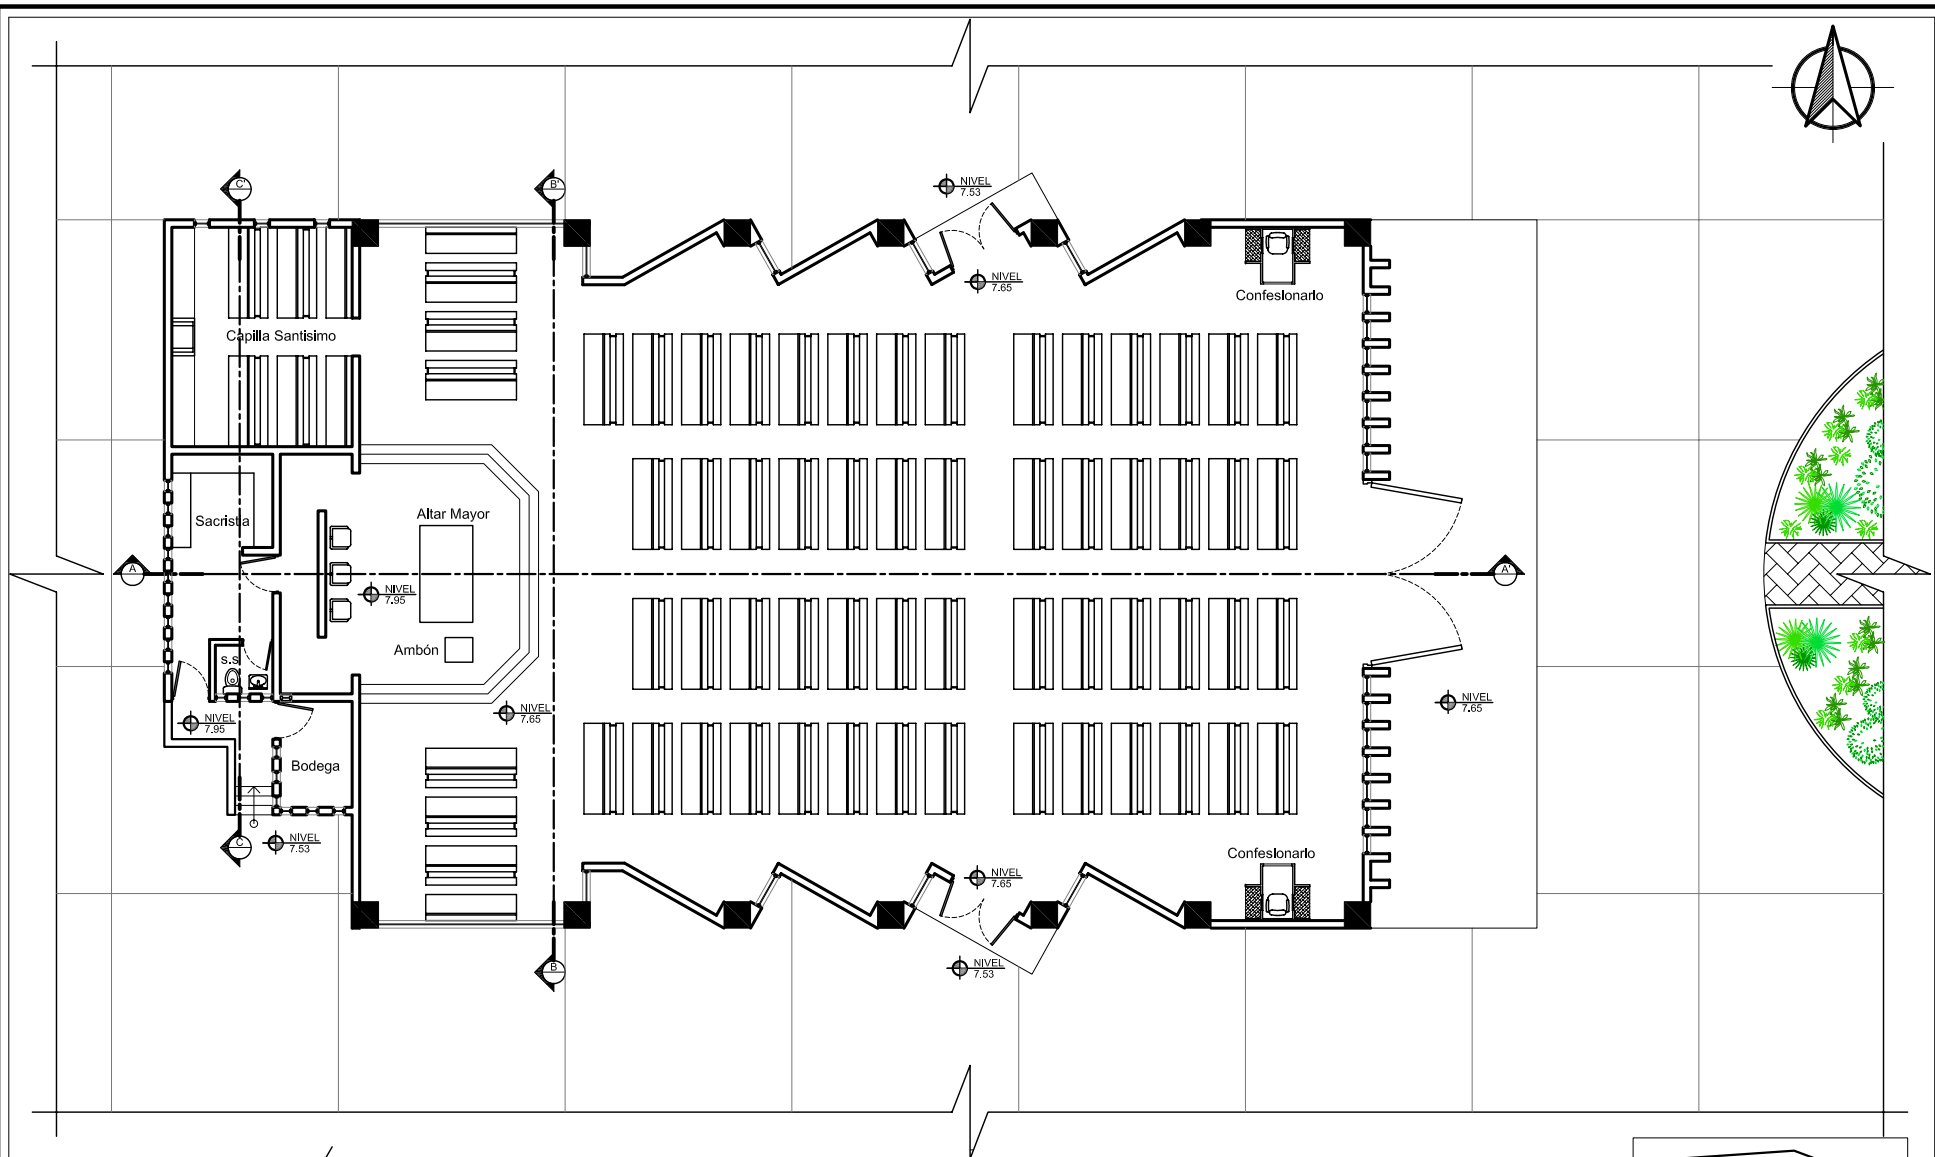 C'
B'
NIVEL
7.53
NIVEL
7.65
Confesionario
Capilla Santisimo
Sacristia
Altar Mayor
A
A'
NIVEL
7.95
Ambón
s.s
NIVEL
7.65
NIVEL
7.65
NIVEL
7.95
Bodega
NIVEL
7.53
C
Confesionario
NIVEL
7.65
NIVEL
7.53
B